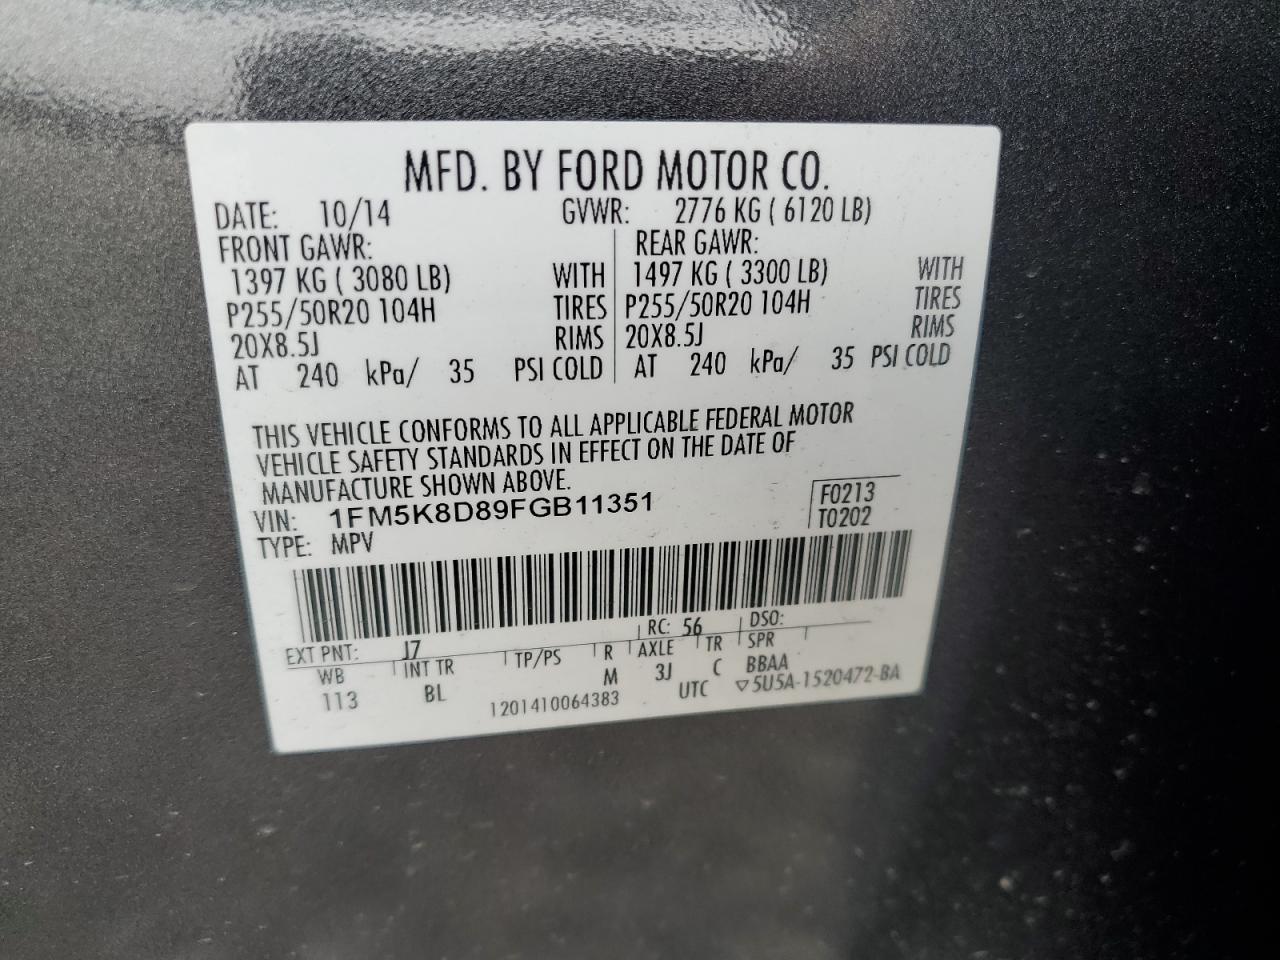 MFD. BY FORD MOTOR CO.
DATE: 10/14 GVWR: 2776 KG ( 6120 LB)
FRONT GAWR: REAR GAWR:
1397 KG ( 3080 LB) WITH 1497 KG ( 3300 LB) WITH
P255/50R20 104H TIRES P255/50R20 104H TIRES
20X8.5J RIMS 20X8.5J RIMS
AT 240 kPa/ 35 PSI COLD AT 240 kPa/ 35 PSI COLD
THIS VEHICLE CONFORMS TO ALL APPLICABLE FEDERAL MOTOR
VEHICLE SAFETY STANDARDS IN EFFECT ON THE DATE OF
MANUFACTURE SHOWN ABOVE.
VIN: 1FM5K8D89FGB11351 F0213
TYPE: MPV T0202
EXT PNT: J7 RC: 56 DSO:
WB INT TR TP/PS R AXLE TR SPR
113 BL M 3J C BBAA
1201410064383 UTC ▽5U5A-1520472-BA